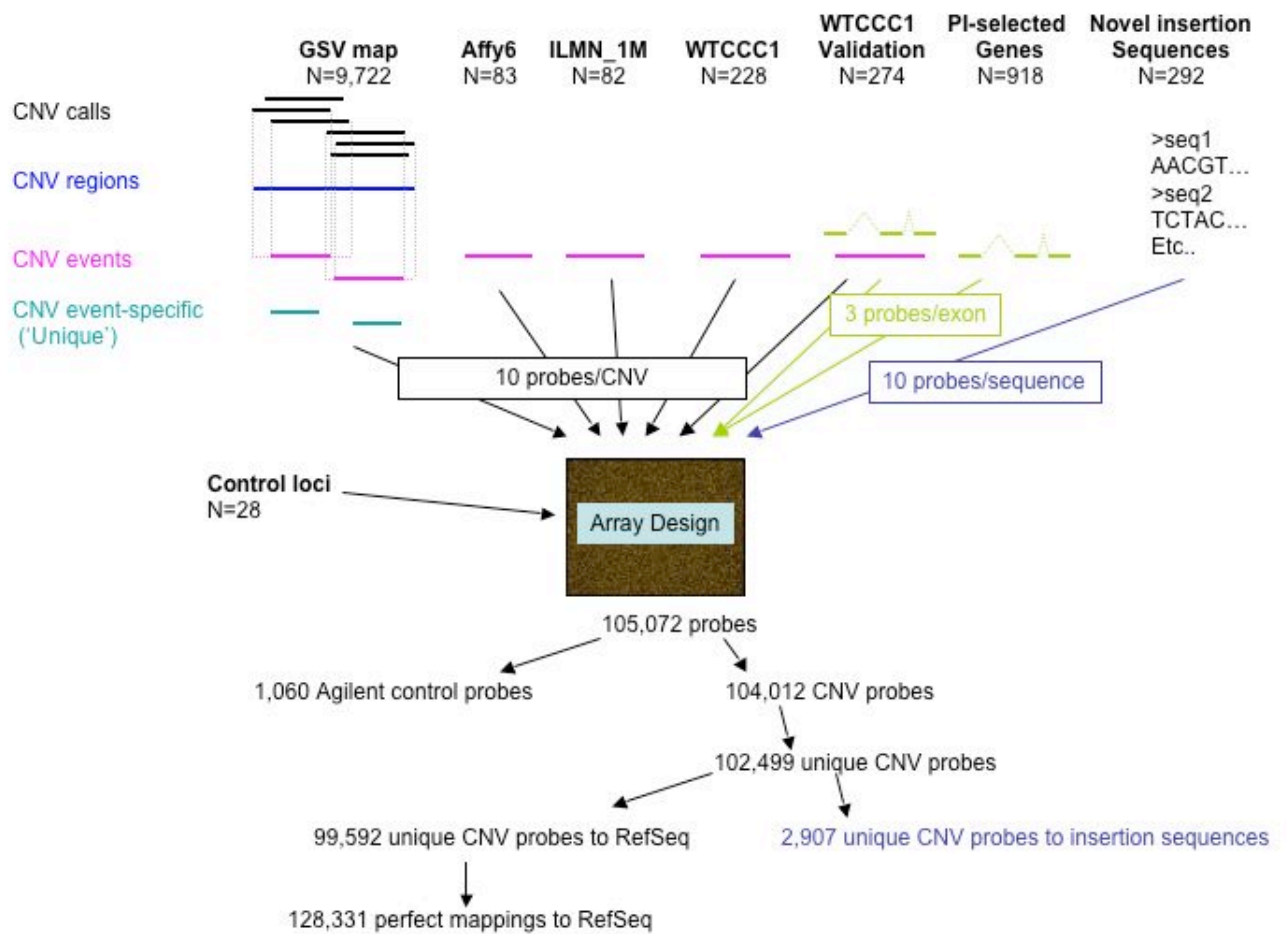 GSV map
N=9,722
Affy6
N=83
ILMN_1M
N=82
WTCCC1
N=228
WTCCC1
Validation
N=274
PI-selected
Genes
N=918
Novel insertion
Sequences
N=292
CNV calls
>seq1
AACGT...
>seq2
TCTAC...
Etc..
CNV regions
CNV events
CNV event-specific
('Unique')
3 probes/exon
10 probes/CNV
10 probes/sequence
Control loci
N=28
Array Design
105,072 probes
1,060 Agilent control probes
104,012 CNV probes
102,499 unique CNV probes
99,592 unique CNV probes to RefSeq
2,907 unique CNV probes to insertion sequences
128,331 perfect mappings to RefSeq